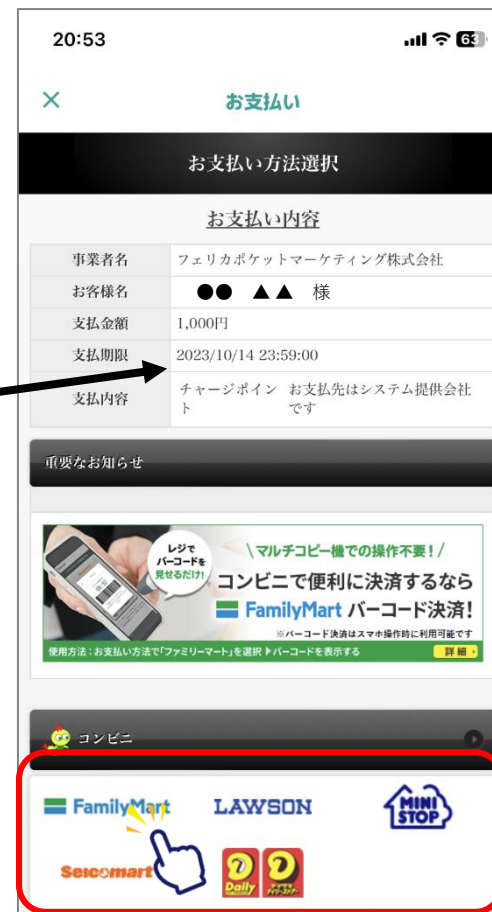 20:53
63
お支払い
お支払い方法選択
お支払い内容
事業者名 フェリカポケットマーケティング株式会社
お客様名 ●● ▲▲ 様
支払金額 1,000円
支払期限 2023/10/14 23:59:00
支払内容 チャージポイント お支払先はシステム提供会社です
重要なお知らせ
レジで
バーコードを
見せるだけ!
\マルチコピー機での操作不要!/
コンビニで便利に決済するなら
FamilyMart バーコード決済!
※バーコード決済はスマホ操作時に利用可能です
使用方法:お支払い方法で「ファミリーマート」を選択▶バーコードを表示する 詳細
コンビニ
FamilyMart LAWSON MINI STOP
Seicomart Daily